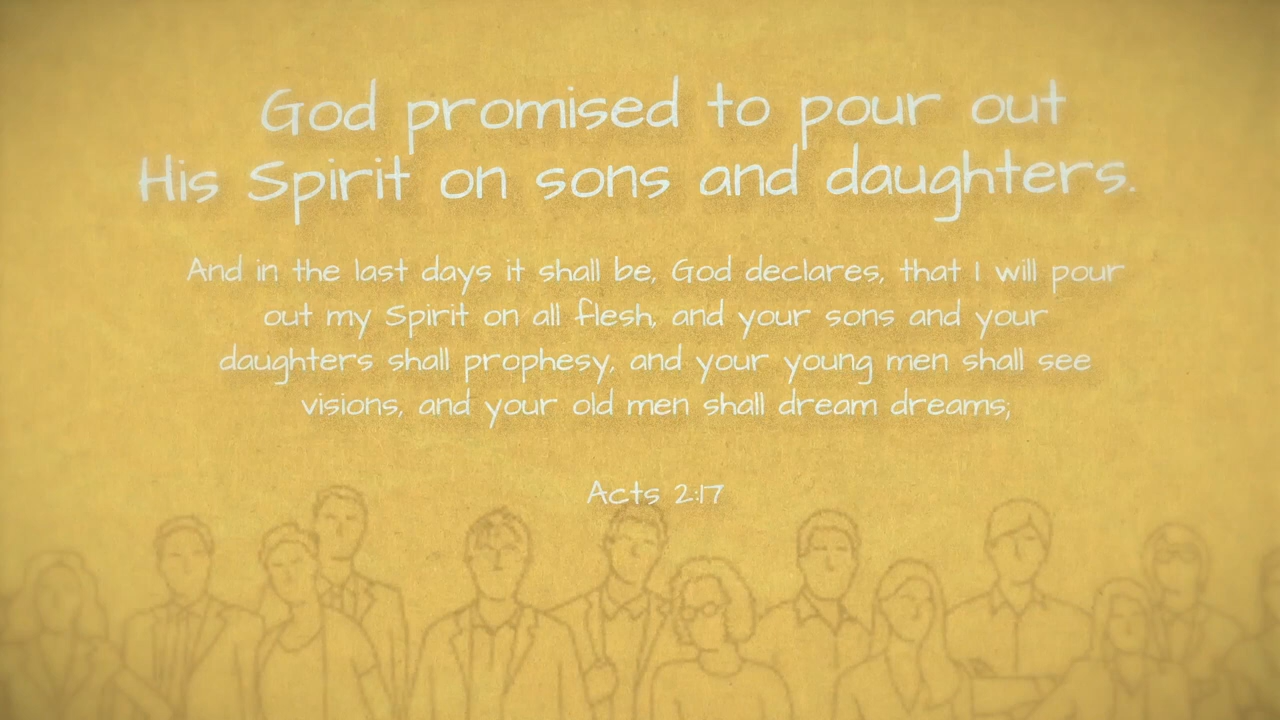 God promised to pour out
His Spirit on sons and daughters.
And in the last days it shall be, God declares, that I will pour
out my Spirit on all flesh, and your sons and your
daughters shall prophesy, and your young men shall see
visions, and your old men shall dream dreams;
Acts 2:17